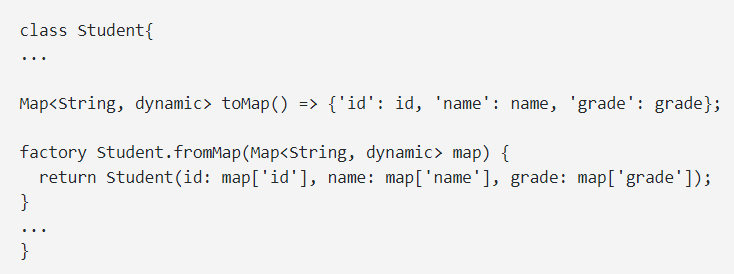 class Student{
...
Map<String, dynamic> toMap() => {'id': id, 'name': name, 'grade': grade};
factory Student.fromMap(Map<String, dynamic> map) {
return Student(id: map['id'], name: map['name'], grade: map['grade']);
}
...
}